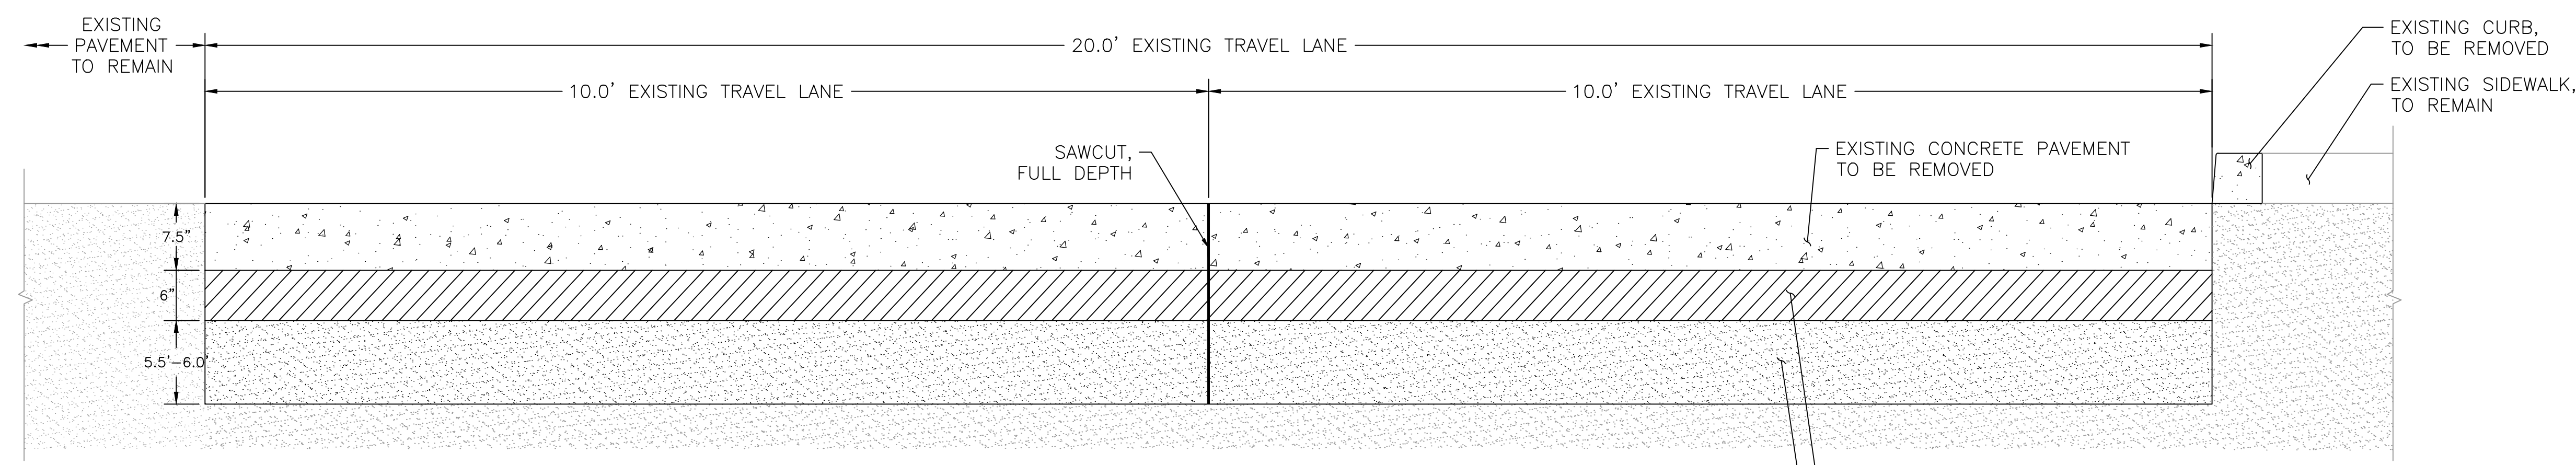 EXISTING
PAVEMENT
TO REMAIN
20.0' EXISTING TRAVEL LANE
10.0' EXISTING TRAVEL LANE
10.0' EXISTING TRAVEL LANE
EXISTING CURB,
TO BE REMOVED
EXISTING SIDEWALK,
TO REMAIN
SAWCUT,
FULL DEPTH
EXISTING CONCRETE PAVEMENT
TO BE REMOVED
7.5"
6"
5.5'-6.0'